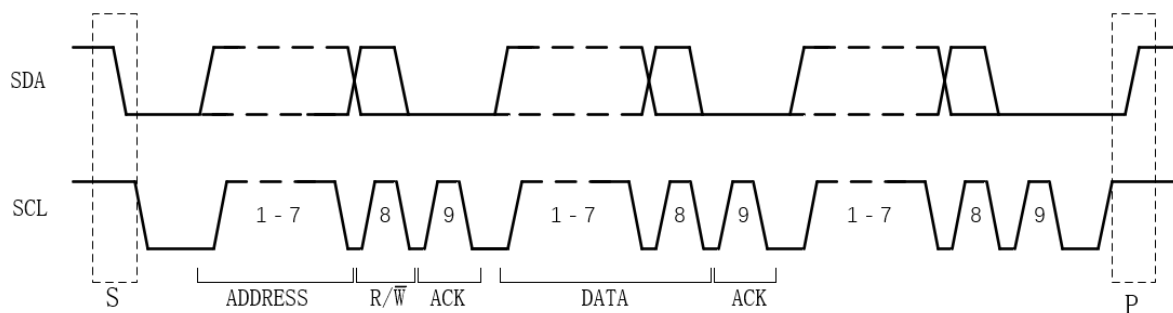 SDA
SCL
1-7 8 9 1-7 8 9 1-7 8 9
S ADDRESS R/W̅ ACK DATA ACK P